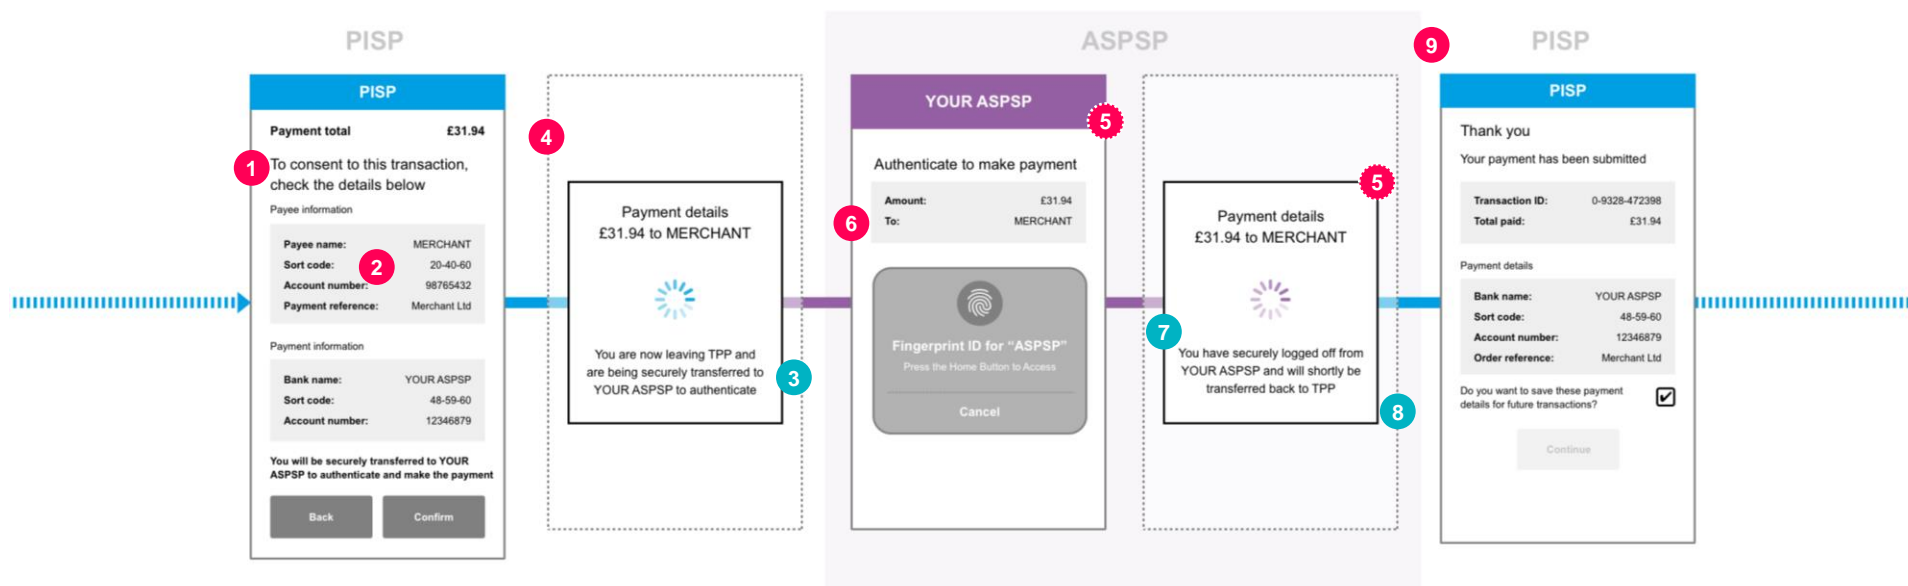 PISP
PISP
Payment total £31.94
1
To consent to this transaction,
check the details below
Payee information
Payee name: MERCHANT
Sort code: 20-40-60
2
Account number: 98765432
Payment reference: Merchant Ltd
Payment information
Bank name: YOUR ASPSP
Sort code: 48-59-60
Account number: 12346879
You will be securely transferred to YOUR
ASPSP to authenticate and make the payment
Back Confirm
4
Payment details
£31.94 to MERCHANT
You are now leaving TPP and
are being securely transferred to
YOUR ASPSP to authenticate
3
ASPSP
YOUR ASPSP
5
Authenticate to make payment
Amount: £31.94
6
To: MERCHANT
Fingerprint ID for “ASPSP”
Press the Home Button to Access
Cancel
5
Payment details
£31.94 to MERCHANT
7
You have securely logged off from
YOUR ASPSP and will shortly be
transferred back to TPP
8
9
PISP
PISP
Thank you
Your payment has been submitted
Transaction ID: 0-9328-472398
Total paid: £31.94
Payment details
Bank name: YOUR ASPSP
Sort code: 48-59-60
Account number: 12346879
Order reference: Merchant Ltd
Do you want to save these payment
details for future transactions?
Continue